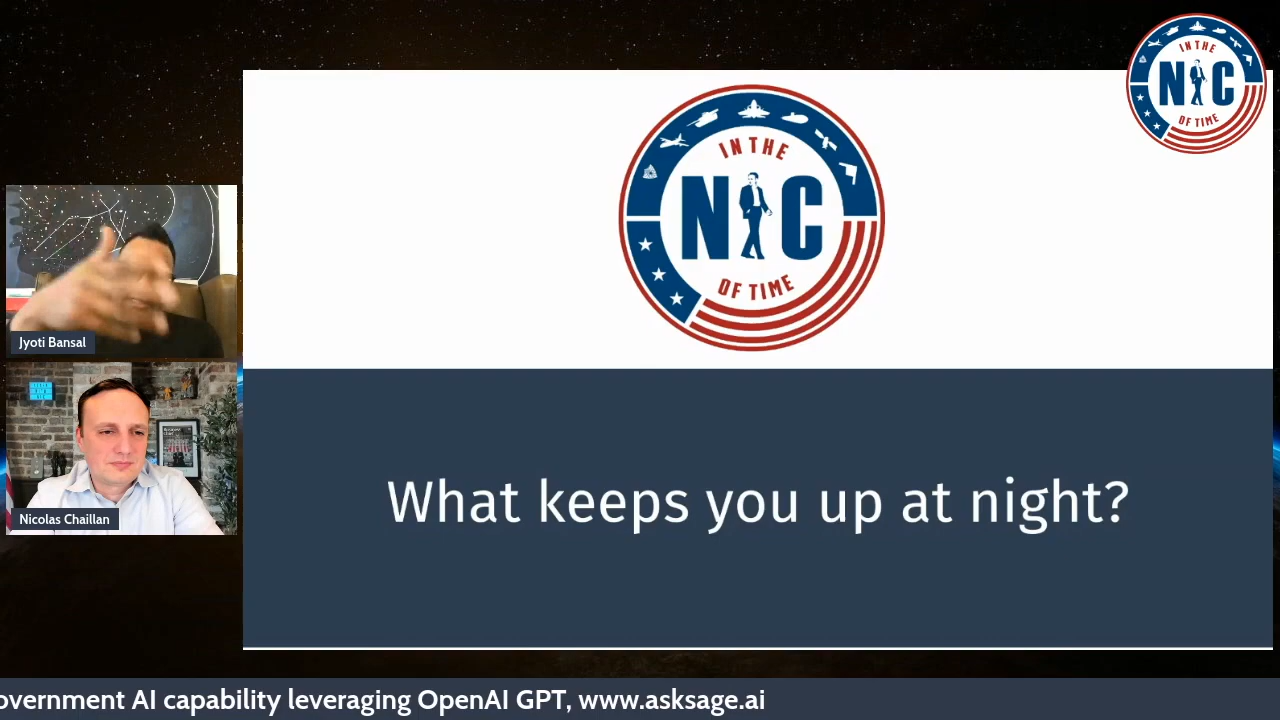 IN THE
NIC
OF TIME
IN THE
NIC
OF TIME
Jyoti Bansal
Nicolas Chaillan
What keeps you up at night?
overnment AI capability leveraging OpenAI GPT, www.asksage.ai